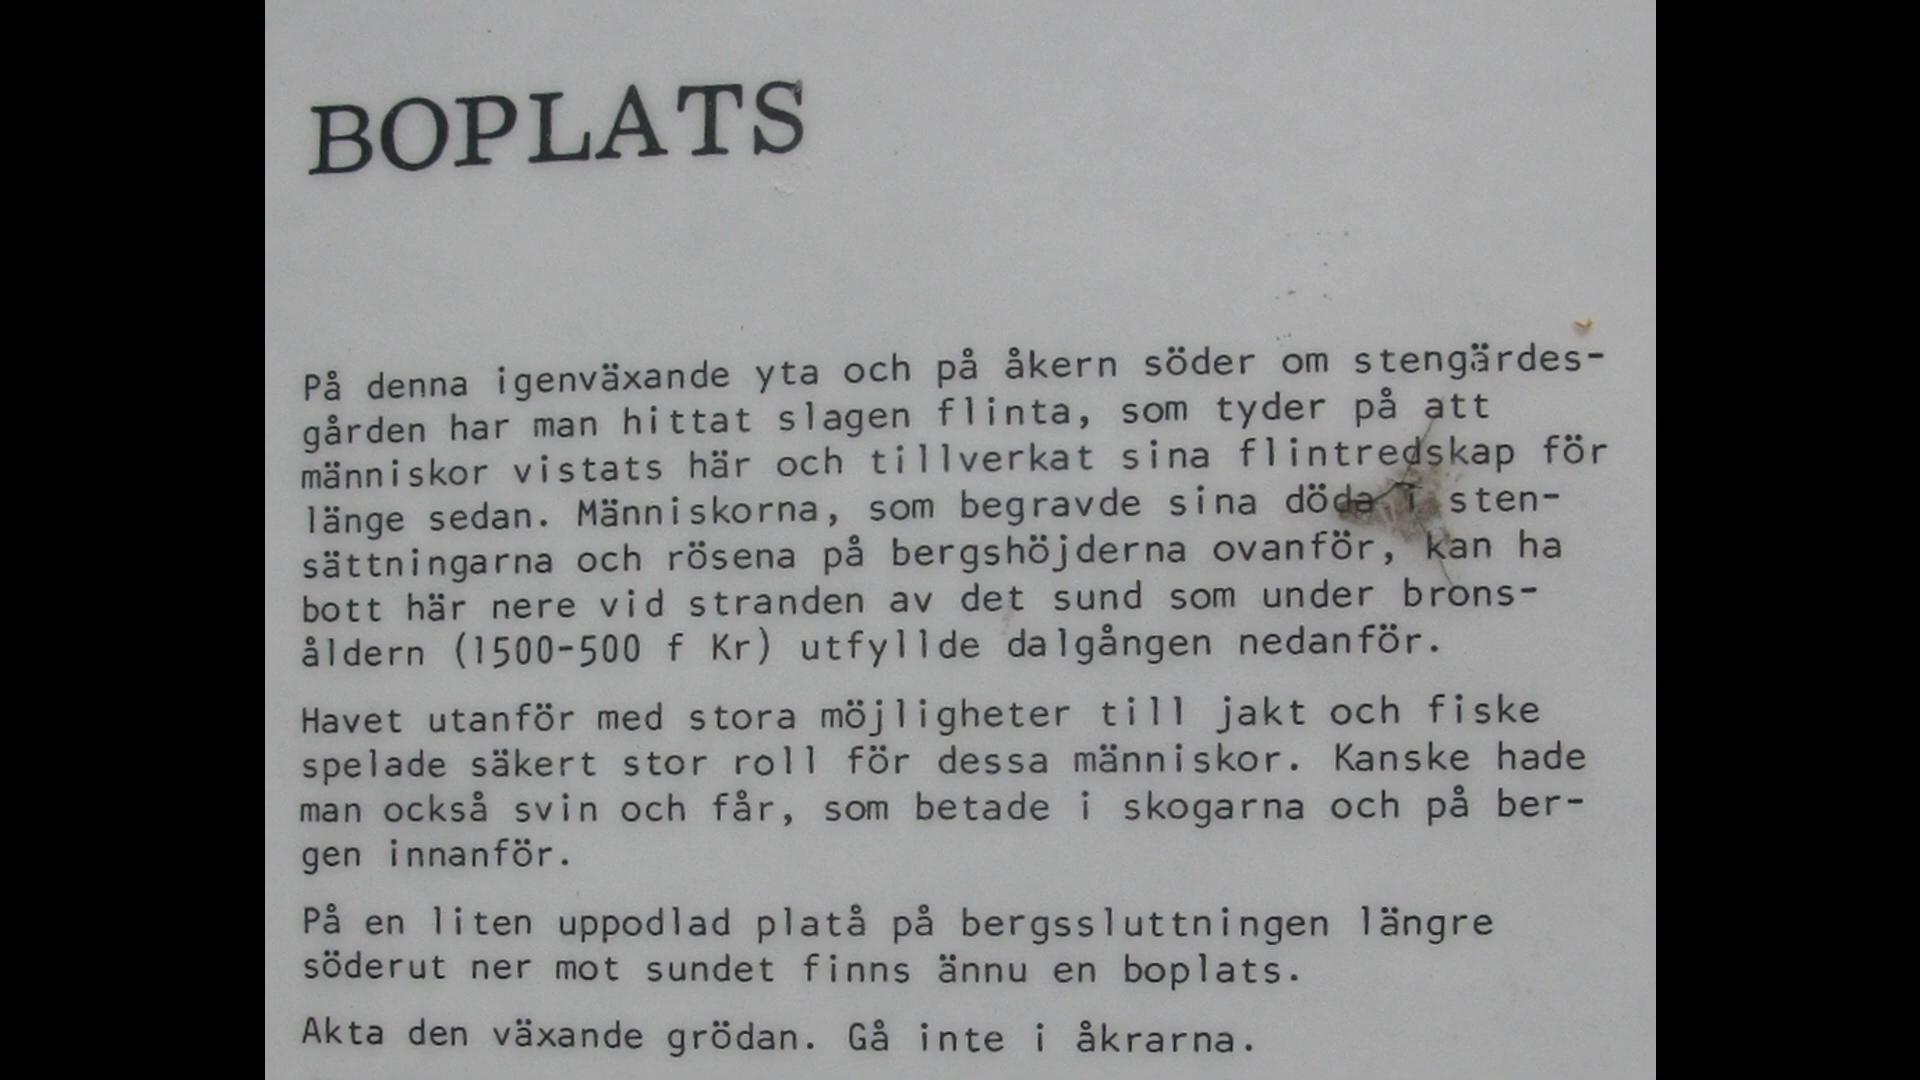 BOPLATS
På denna igenväxande yta och på åkern söder om stengärdes-
gården har man hittat slagen flinta, som tyder på att
människor vistats här och tillverkat sina flintredskap för
länge sedan. Människorna, som begravde sina döda i sten-
sättningarna och rösena på bergshöjderna ovanför, kan ha
bott här nere vid stranden av det sund som under brons-
åldern (1500-500 f Kr) utfyllde dalgången nedanför.
Havet utanför med stora möjligheter till jakt och fiske
spelade säkert stor roll för dessa människor. Kanske hade
man också svin och får, som betade i skogarna och på ber-
gen innanför.
På en liten uppodlad platå på bergssluttningen längre
söderut ner mot sundet finns ännu en boplats.
Akta den växande grödan. Gå inte i åkrarna.